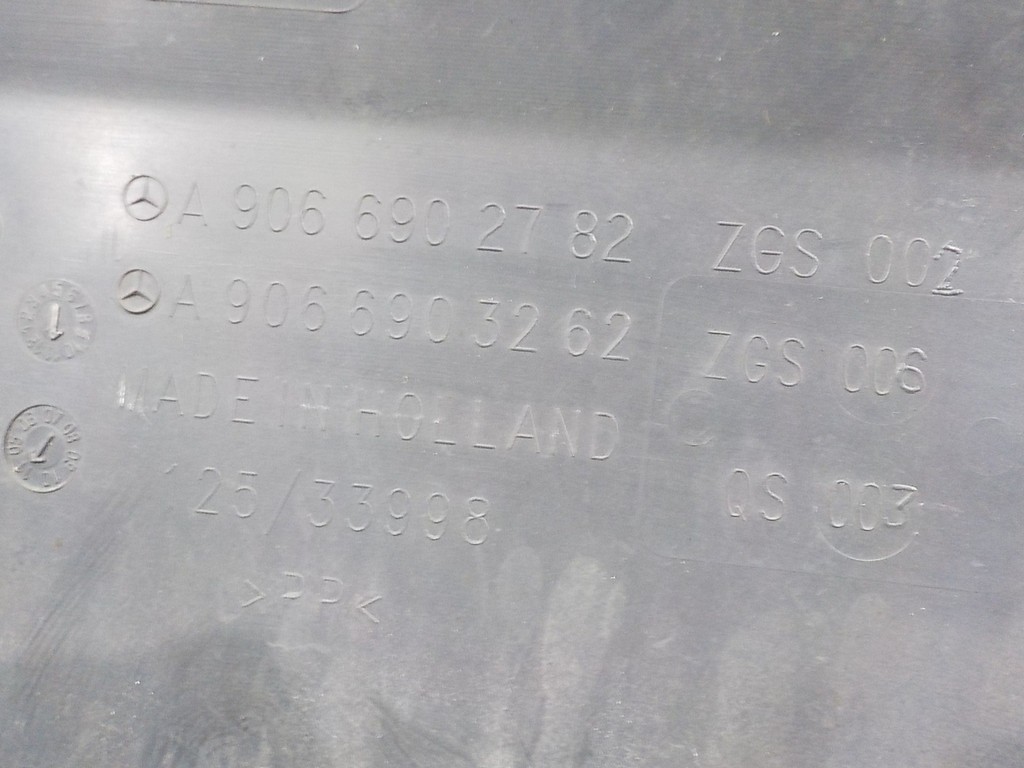 A 906 690 27 82 ZGS 002
A 906 690 32 62 ZGS 006
MADE IN HOLLAND
125/33998 QS 003
>PP<